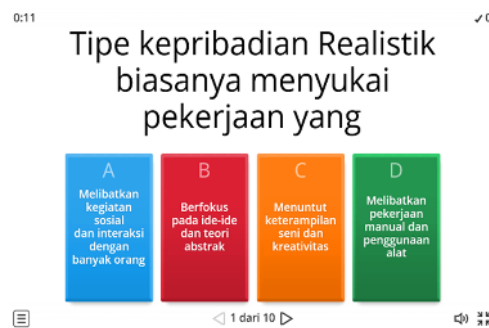 0:11
✓0
Tipe kepribadian Realistik
biasanya menyukai
pekerjaan yang
A
Melibatkan
kegiatan
sosial
dan interaksi
dengan
banyak orang
B
Berfokus
pada ide-ide
dan teori
abstrak
C
Menuntut
keterampilan
seni dan
kreativitas
D
Melibatkan
pekerjaan
manual dan
penggunaan
alat
1 dari 10